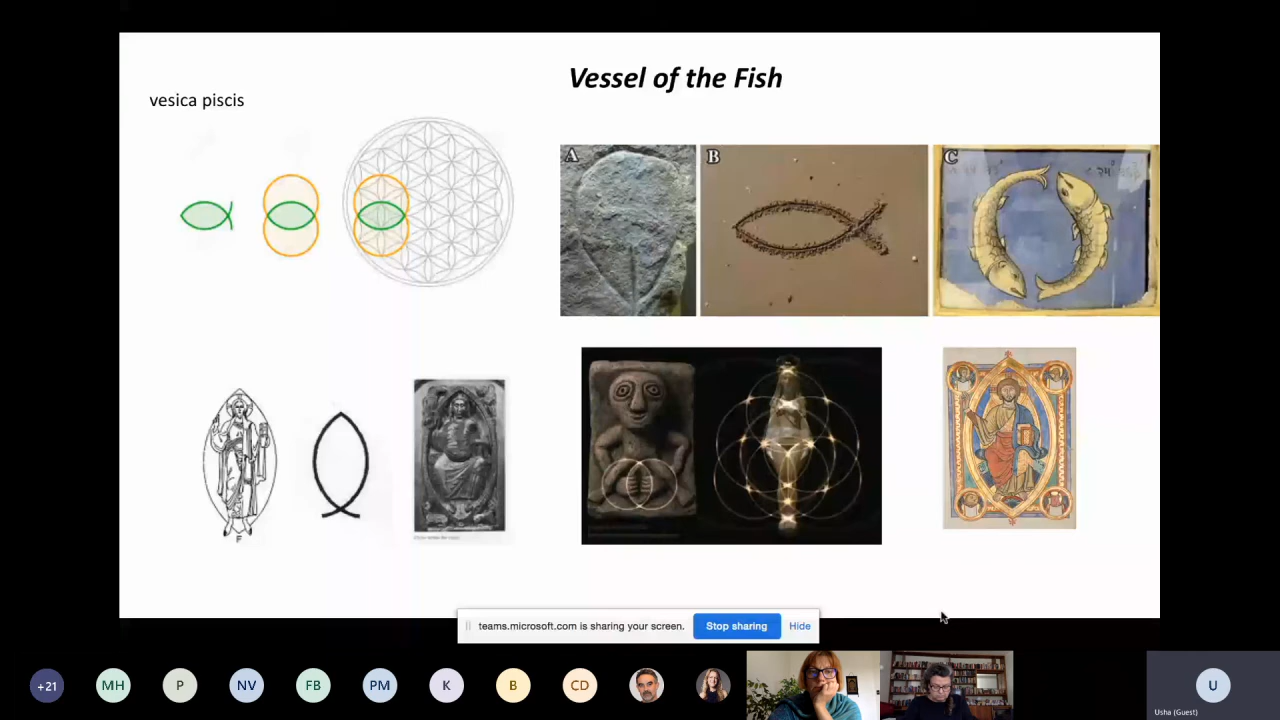 Vessel of the Fish
vesica piscis
A
B
C
F
teams.microsoft.com is sharing your screen.
Stop sharing
Hide
+21
MH
P
NV
FB
PM
K
B
CD
U
Usha (Guest)